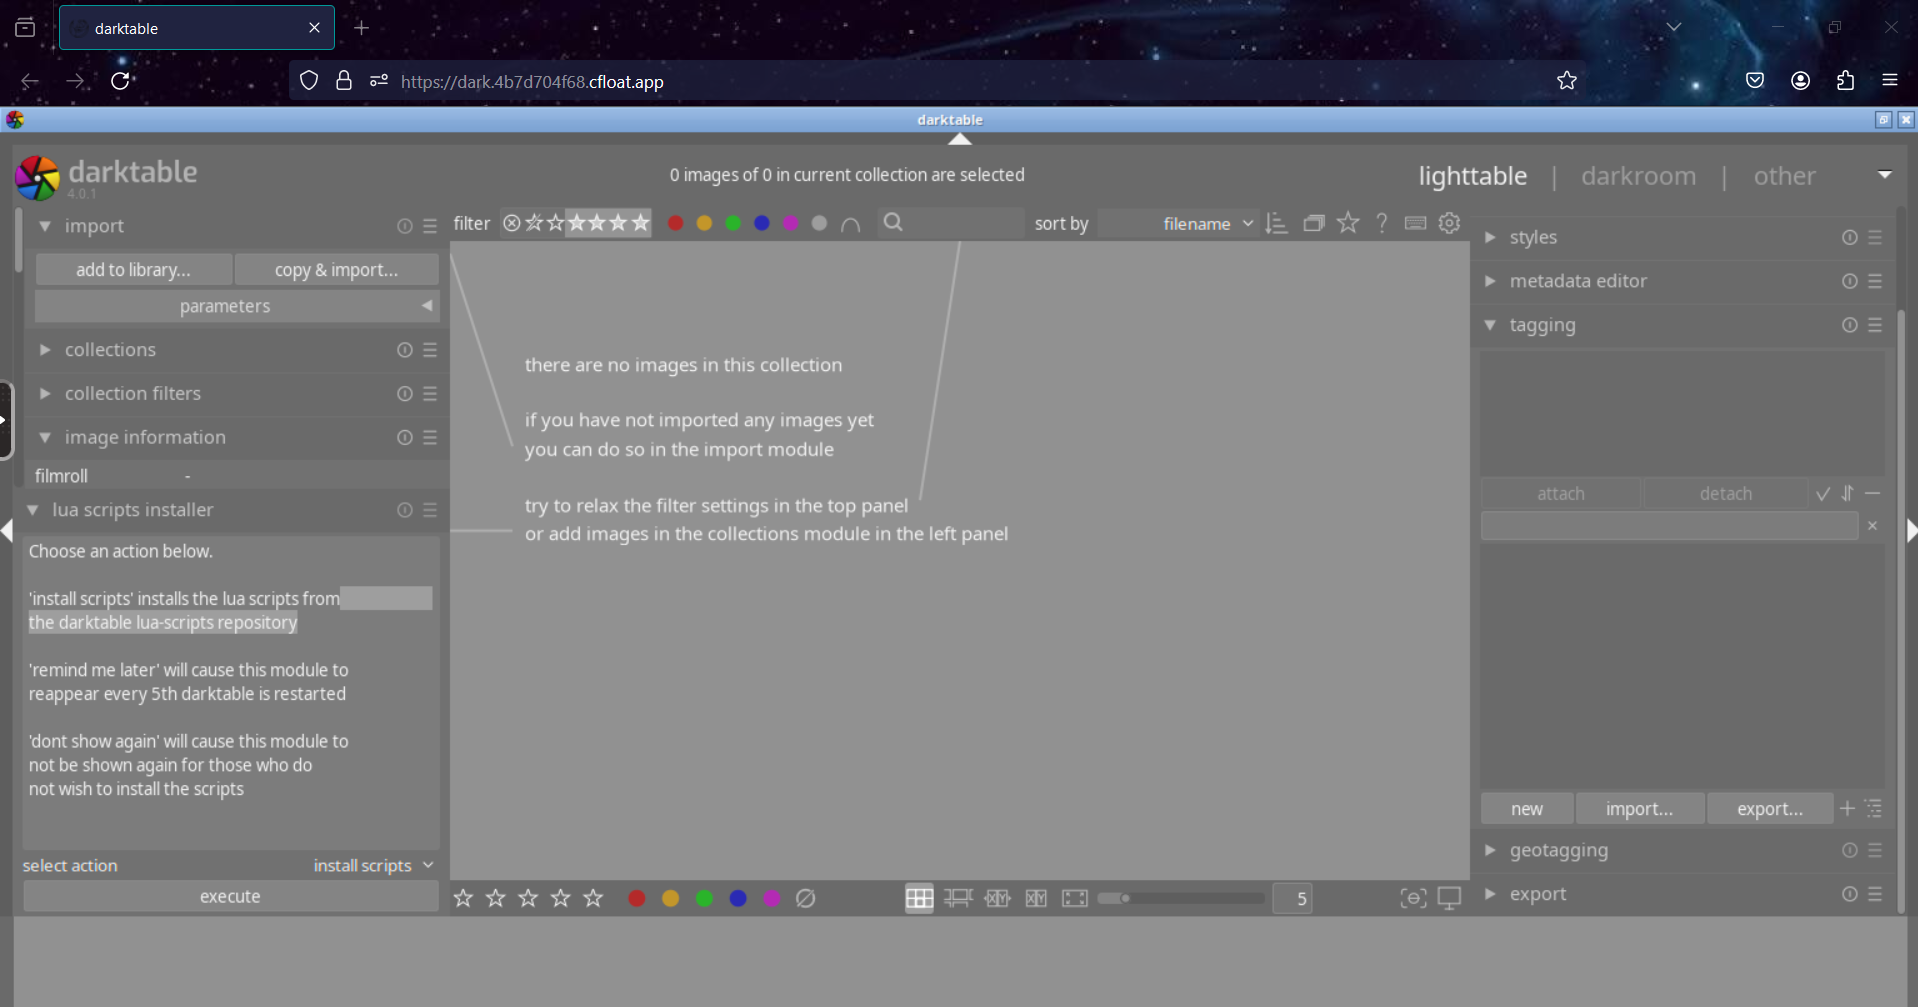 darktable
https://dark.4b7d704f68.cfloat.app
darktable
darktable
4.0.1
0 images of 0 in current collection are selected
lighttable | darkroom | other
import
filter
sort by filename
add to library...
copy & import...
parameters
collections
collection filters
image information
filmroll -
lua scripts installer
Choose an action below.
'install scripts' installs the lua scripts from
the darktable lua-scripts repository
'remind me later' will cause this module to
reappear every 5th darktable is restarted
'dont show again' will cause this module to
not be shown again for those who do
not wish to install the scripts
select action install scripts
execute
there are no images in this collection
if you have not imported any images yet
you can do so in the import module
try to relax the filter settings in the top panel
or add images in the collections module in the left panel
5
styles
metadata editor
tagging
attach
detach
new
import...
export...
geotagging
export